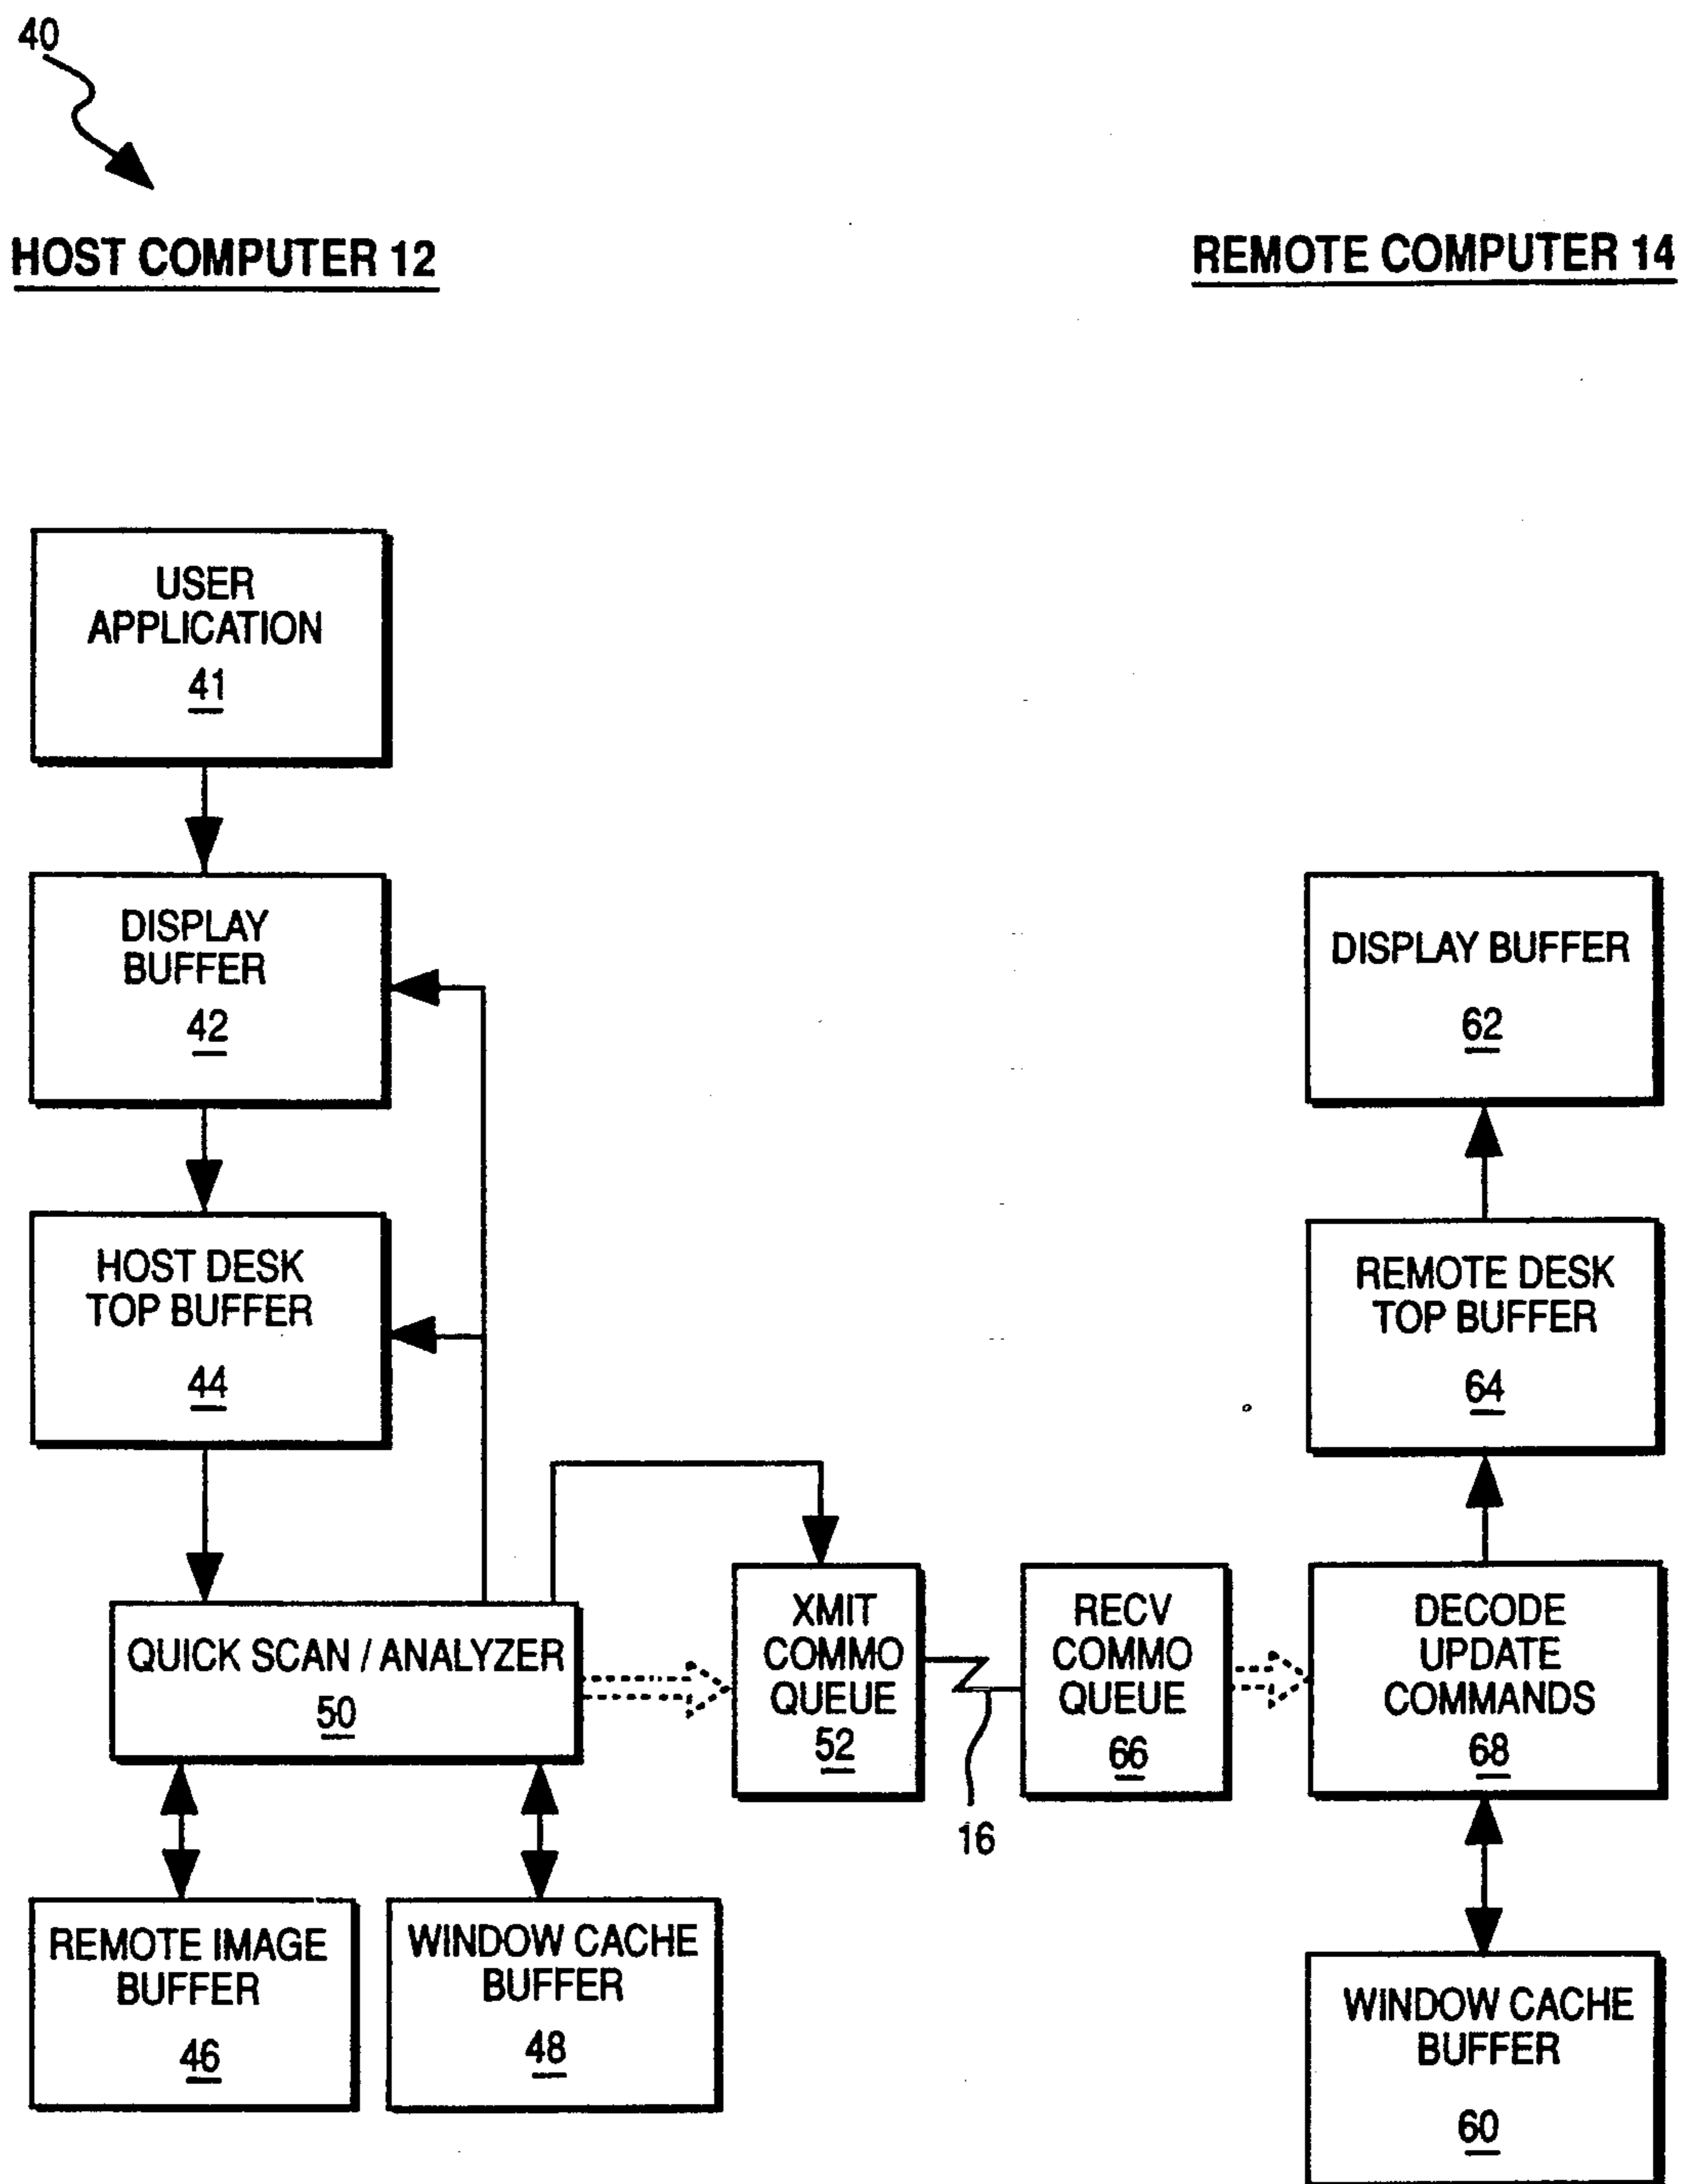 40
HOST COMPUTER 12
REMOTE COMPUTER 14
USER
APPLICATION
41
DISPLAY
BUFFER
42
DISPLAY BUFFER
62
HOST DESK
TOP BUFFER
44
REMOTE DESK
TOP BUFFER
64
QUICK SCAN / ANALYZER
50
XMIT
COMMO
QUEUE
52
16
RECV
COMMO
QUEUE
66
DECODE
UPDATE
COMMANDS
68
REMOTE IMAGE
BUFFER
46
WINDOW CACHE
BUFFER
48
WINDOW CACHE
BUFFER
60